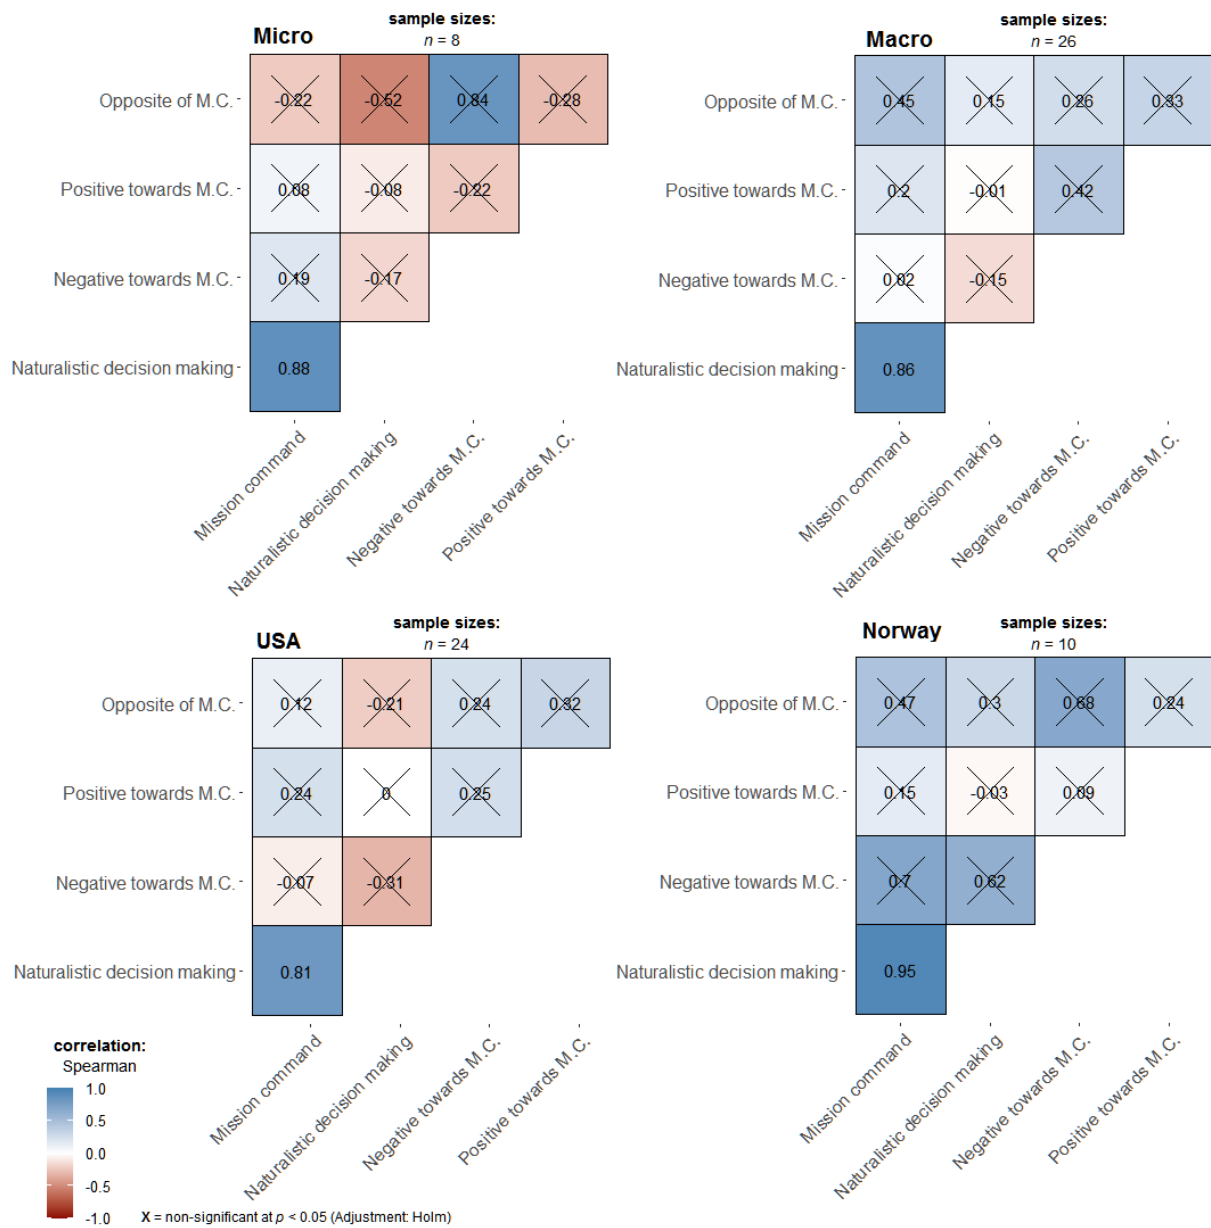 Micro
sample sizes:
n = 8
Opposite of M.C.
-0.22 -0.52 0.84 -0.28
Positive towards M.C.
0.08 -0.08 -0.22
Negative towards M.C.
0.19 -0.17
Naturalistic decision making
0.88
Mission command
Naturalistic decision making
Negative towards M.C.
Positive towards M.C.
Macro
sample sizes:
n = 26
Opposite of M.C.
0.45 0.15 0.26 0.33
Positive towards M.C.
0.2 -0.01 0.42
Negative towards M.C.
0.02 -0.15
Naturalistic decision making
0.86
Mission command
Naturalistic decision making
Negative towards M.C.
Positive towards M.C.
USA
sample sizes:
n = 24
Opposite of M.C.
0.12 -0.21 0.24 0.32
Positive towards M.C.
0.24 0 0.25
Negative towards M.C.
-0.07 -0.31
Naturalistic decision making
0.81
Mission command
Naturalistic decision making
Negative towards M.C.
Positive towards M.C.
Norway
sample sizes:
n = 10
Opposite of M.C.
0.47 0.3 0.68 0.24
Positive towards M.C.
0.15 -0.03 0.09
Negative towards M.C.
0.7 0.62
Naturalistic decision making
0.95
Mission command
Naturalistic decision making
Negative towards M.C.
Positive towards M.C.
correlation:
Spearman
1.0
0.5
0.0
-0.5
-1.0
X = non-significant at p < 0.05 (Adjustment: Holm)